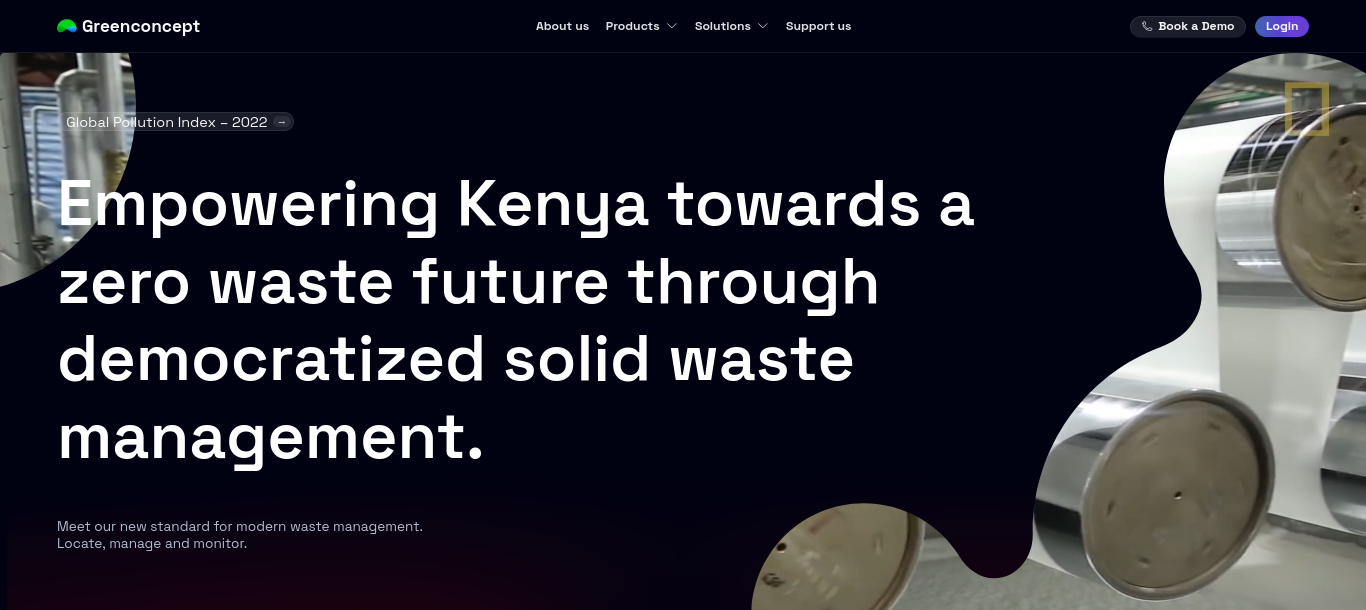 Greenconcept
About us
Products
Solutions
Support us
Book a Demo
Login
Global Pollution Index – 2022 →
Empowering Kenya towards a
zero waste future through
democratized solid waste
management.
Meet our new standard for modern waste management.
Locate, manage and monitor.